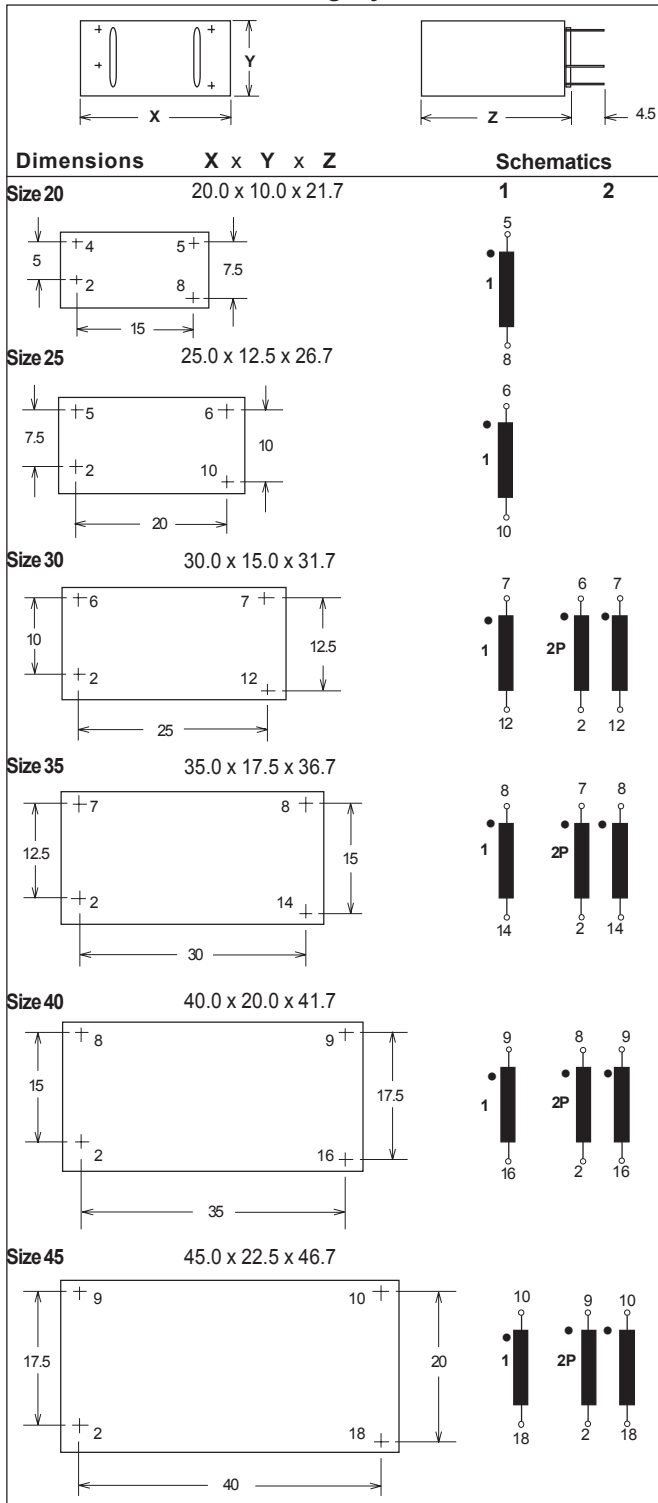 Y
X
Z
4.5
Dimensions X x Y x Z Schematics
Size 20 20.0 x 10.0 x 21.7 1 2
5
4 5
5 7.5
1
2 8
15
8
Size 25 25.0 x 12.5 x 26.7
6
5 6
7.5 10
1
2 10
20
10
Size 30 30.0 x 15.0 x 31.7
7 6 7
6 7
10 12.5
1 2P
2 12
12 2 12
25
Size 35 35.0 x 17.5 x 36.7
8 7 8
7 8
12.5 15
1 2P
2 14
14 2 14
30
Size 40 40.0 x 20.0 x 41.7
9 8 9
8 9
15 17.5
1 2P
2 16
16 2 16
35
Size 45 45.0 x 22.5 x 46.7
9 10
10 9 10
17.5 20
1 2P
2 18
18 2 18
40